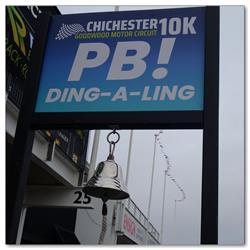 CHICHESTER 10K
GOODWOOD MOTOR CIRCUIT
PB!
DING-A-LING
25